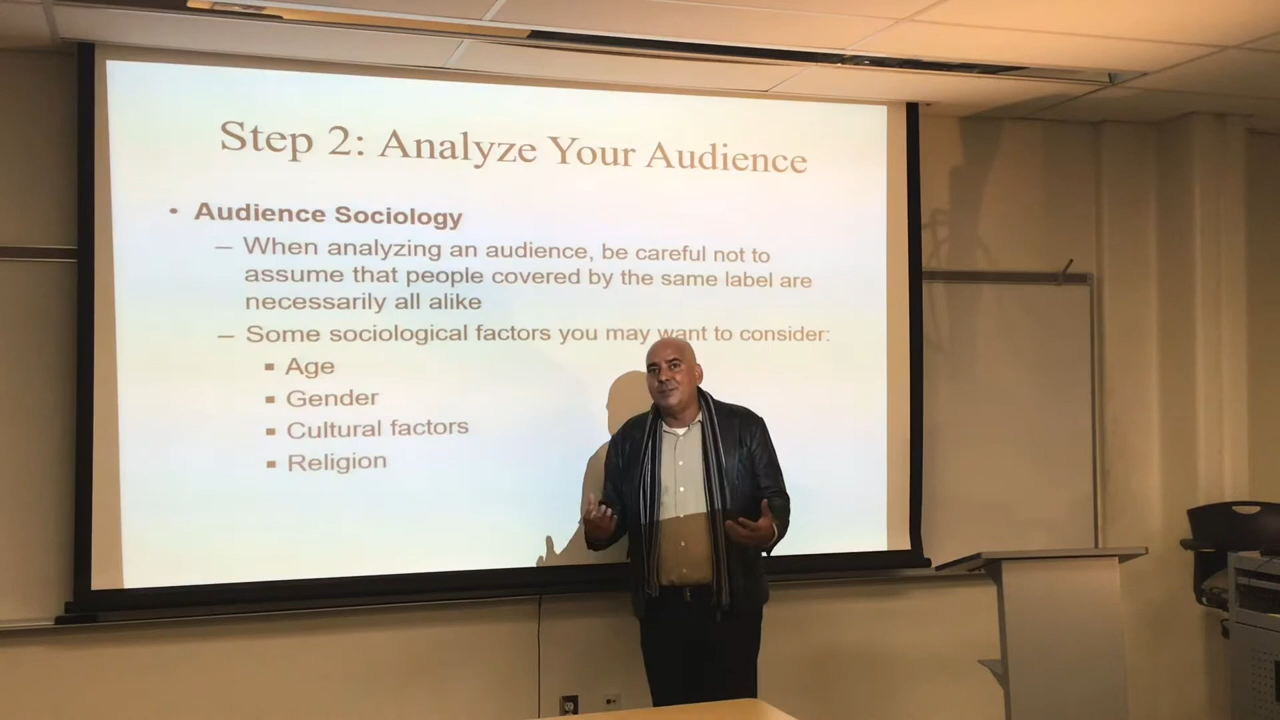 Step 2: Analyze Your Audience
• Audience Sociology
– When analyzing an audience, be careful not to
assume that people covered by the same label are
necessarily all alike
– Some sociological factors you may want to consider:
▪ Age
▪ Gender
▪ Cultural factors
▪ Religion